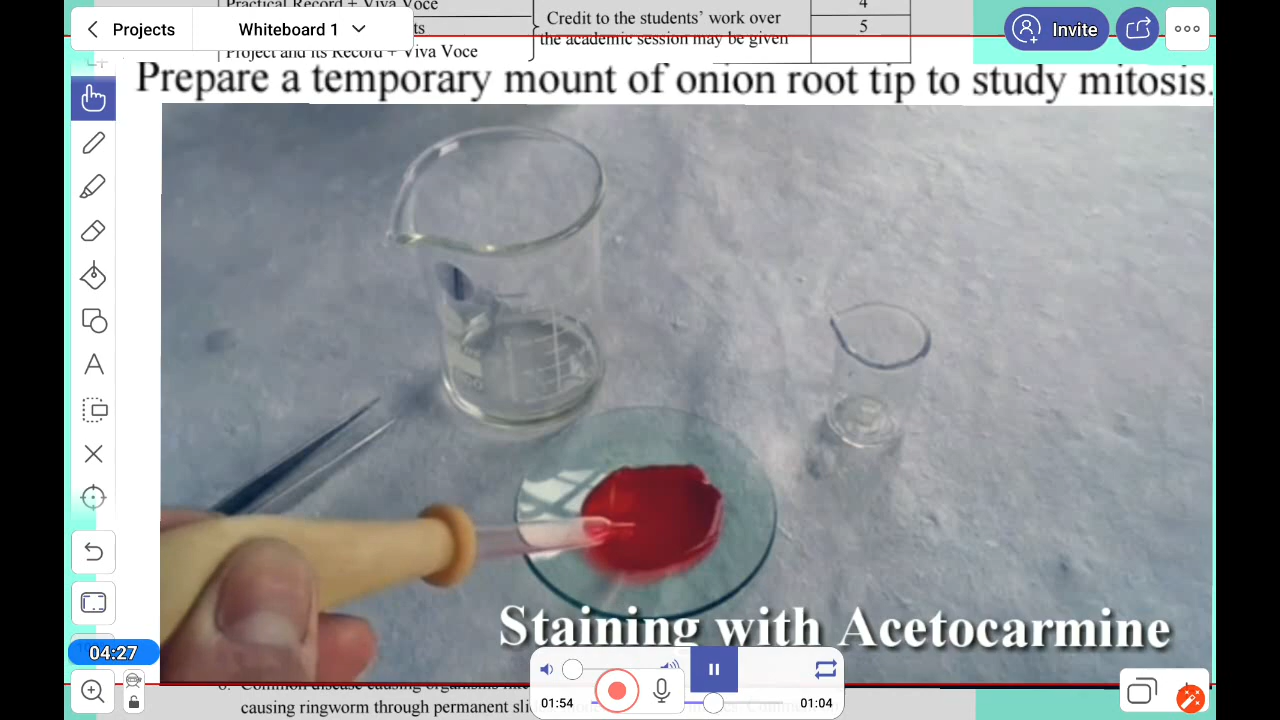 Practical Record + Viva Voce
4
Credit to the students' work over
Projects
Whiteboard 1
ts
5
Invite
the academic session may be given
Project and its Record + Viva Voce
Prepare a temporary mount of onion root tip to study mitosis.
A
Staining with Acetocarmine
04:27
01:54
01:04
causing ringworm through permanent